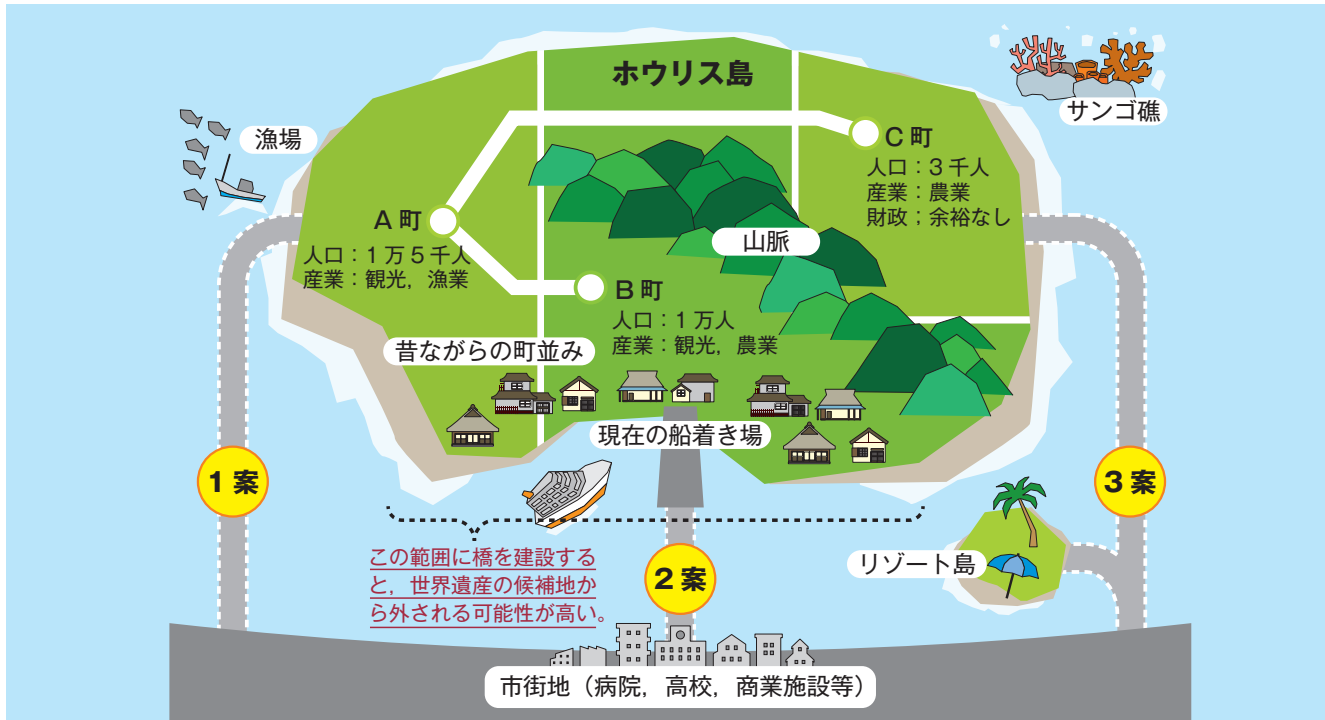 ホウリス島
サンゴ礁
漁場
C 町
人口：3 千人
産業：農業
財政；余裕なし
A 町
人口：1 万 5 千人
産業：観光，漁業
山脈
B 町
人口：1 万人
産業：観光，農業
昔ながらの町並み
現在の船着き場
1 案
3 案
この範囲に橋を建設する
と，世界遺産の候補地か
ら外される可能性が高い。
2 案
リゾート島
市街地（病院，高校，商業施設等）